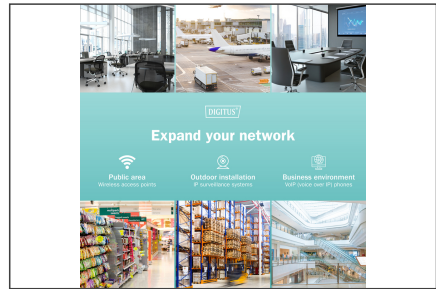 DIGITUS
Expand your network
Public area
Wireless access points
Outdoor installation
IP surveillance systems
Business environment
VoIP (voice over IP) phones